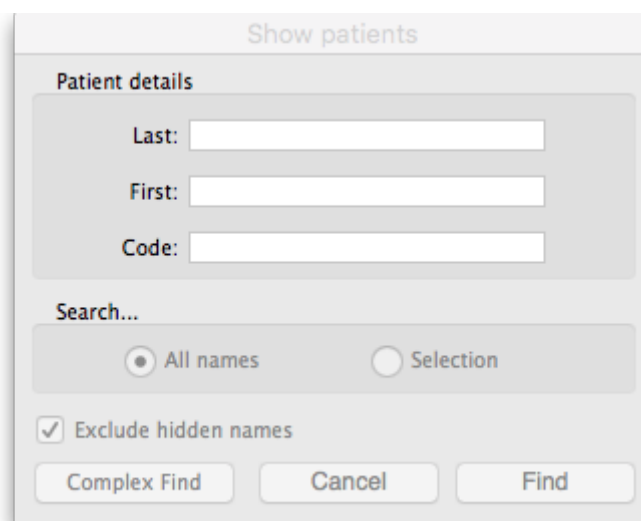 Show patients
Patient details
Last:
First:
Code:
Search...
All names Selection
Exclude hidden names
Complex Find Cancel Find